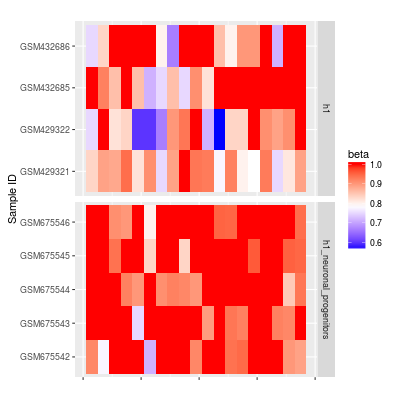 GSM432686
GSM432685
GSM429322
GSM429321
h1
GSM675546
GSM675545
GSM675544
GSM675543
GSM675542
h1_neuronal_progenitors
Sample ID
beta
1.0
0.9
0.8
0.7
0.6